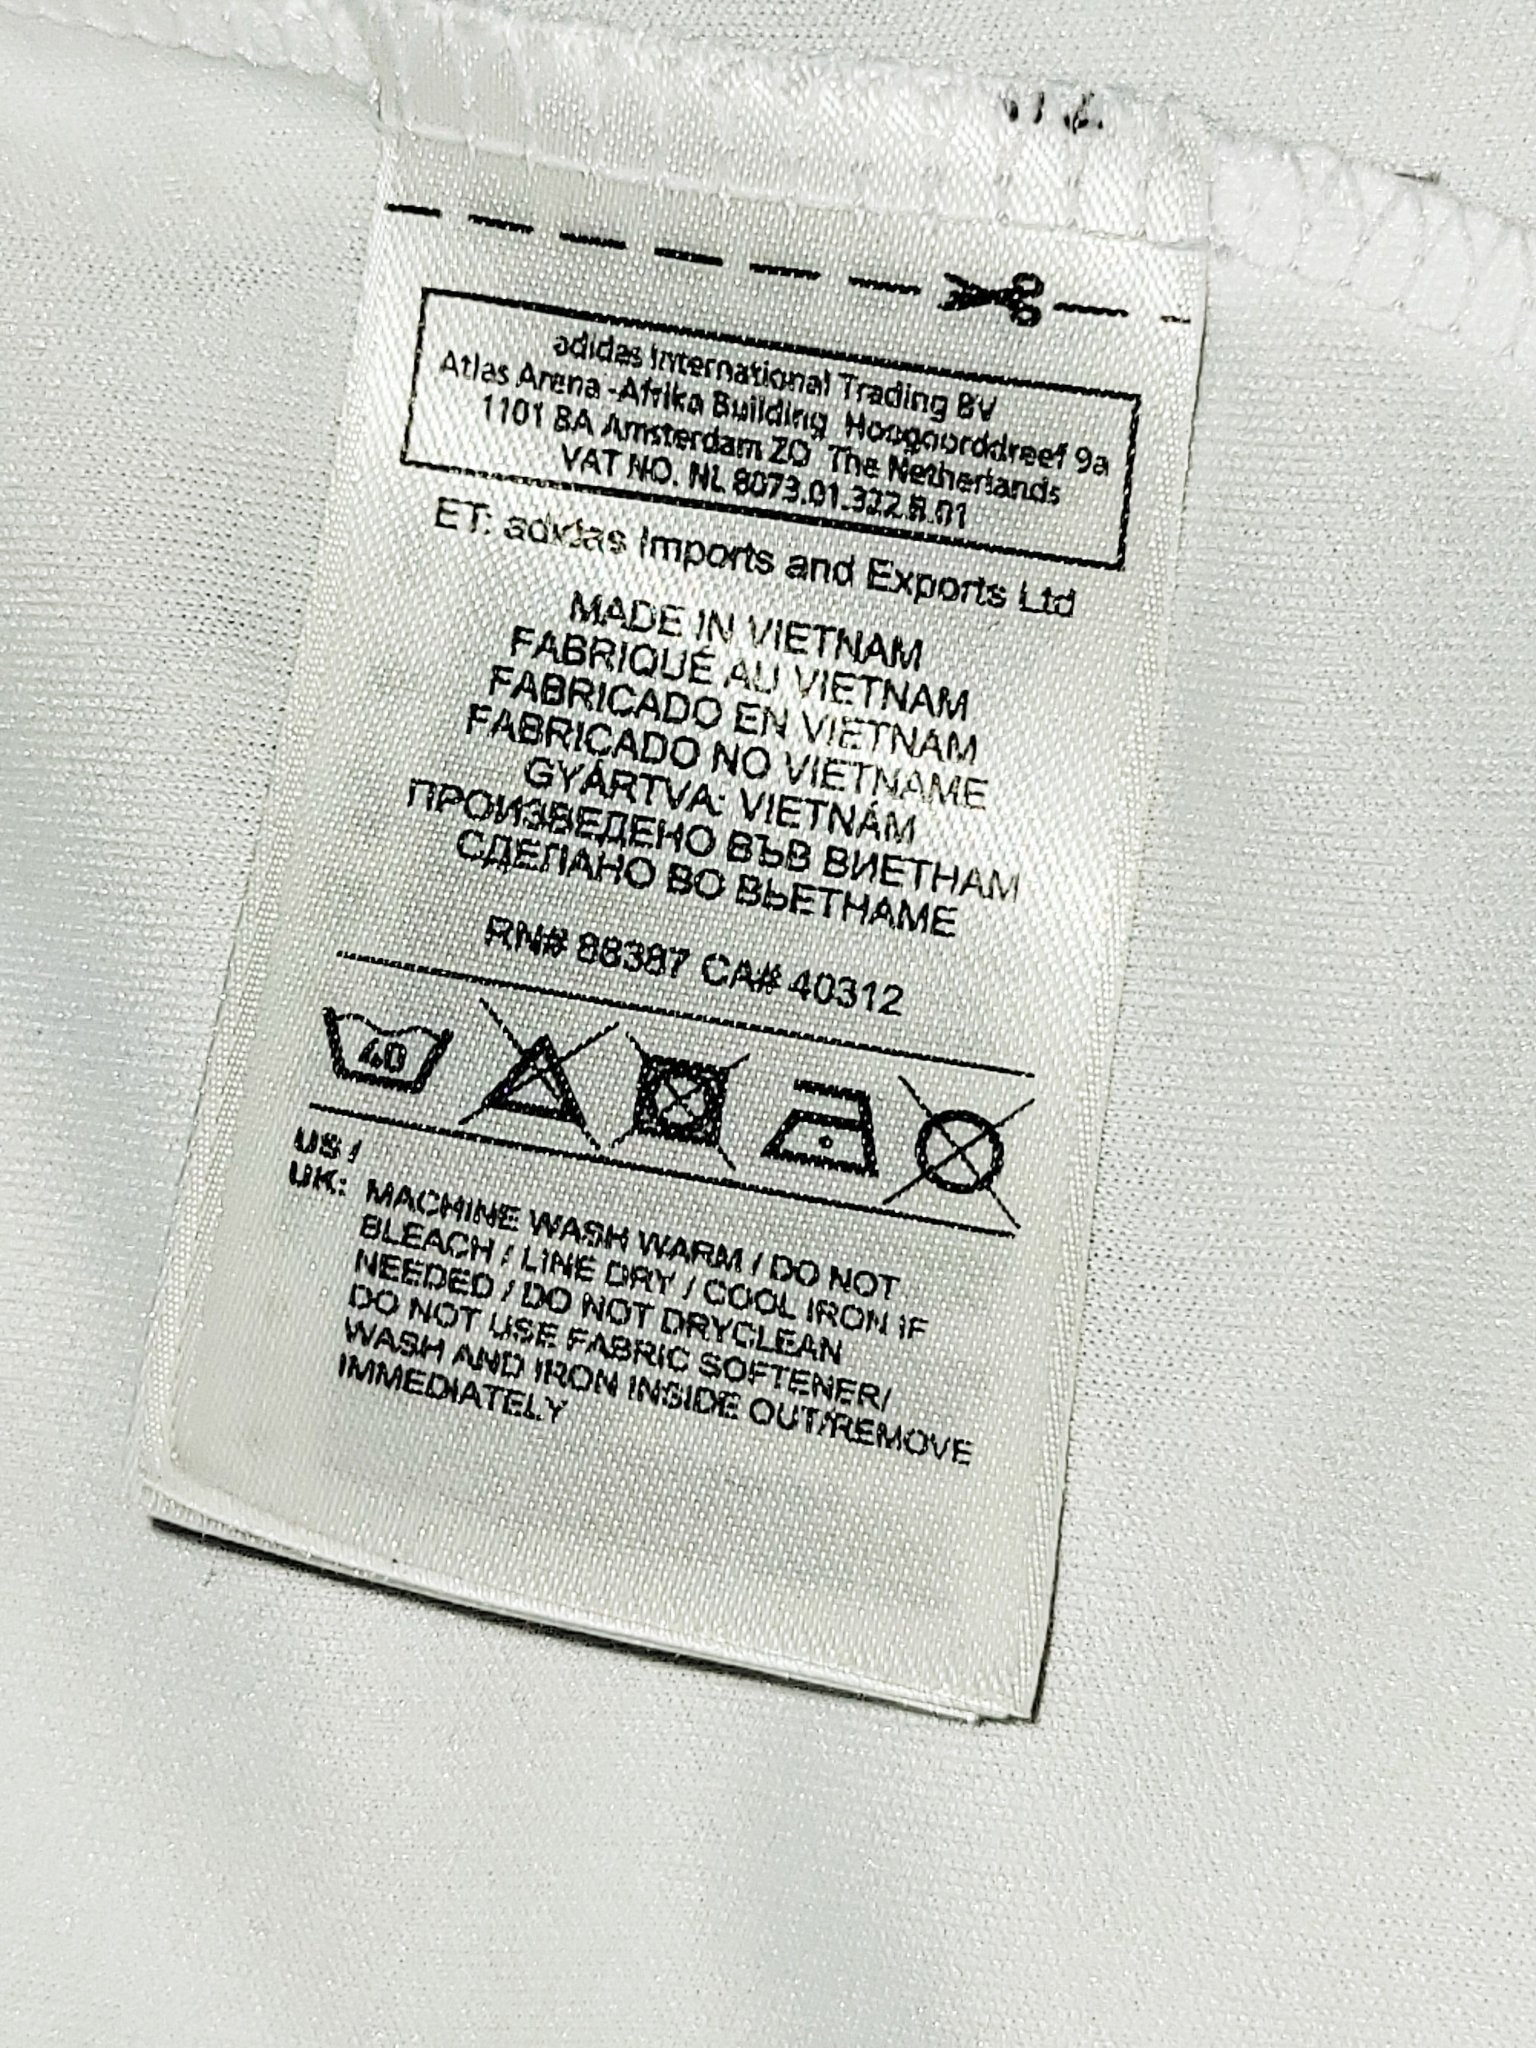 adidas International Trading BV
Atlas Arena -Afrika Building Hoogoorddreef 9a
1101 BA Amsterdam ZO The Netherlands
VAT NO. NL 8073.01.322.B.01
ET: adidas Imports and Exports Ltd
MADE IN VIETNAM
FABRIQUÉ AU VIETNAM
FABRICADO EN VIETNAM
FABRICADO NO VIETNAME
GYÁRTVA: VIETNÁM
ПРОИЗВЕДЕНО ВЪВ ВИЕТНАМ
СДЕЛАНО ВО ВЬЕТНАМЕ
RN# 88387 CA# 40312
40
US /
UK: MACHINE WASH WARM / DO NOT
BLEACH / LINE DRY / COOL IRON IF
NEEDED / DO NOT DRYCLEAN
DO NOT USE FABRIC SOFTENER/
WASH AND IRON INSIDE OUT/REMOVE
IMMEDIATELY